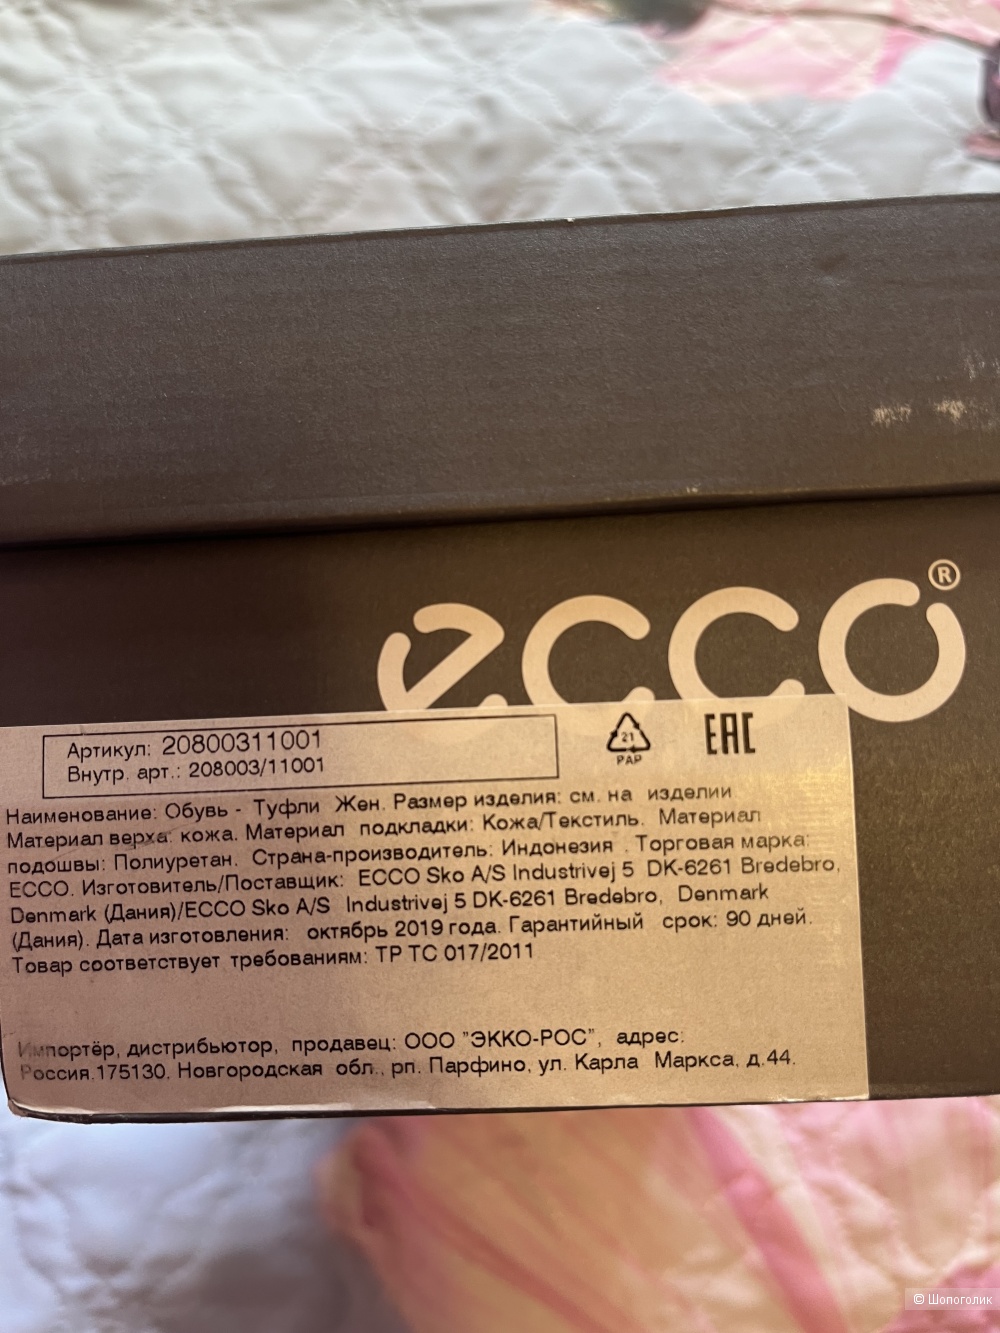 ecco®
Артикул: 20800311001
Внутр. арт.: 208003/11001
21
PAP
EAC
Наименование: Обувь - Туфли Жен. Размер изделия: см. на изделии
Материал верха: кожа. Материал подкладки: Кожа/Текстиль. Материал
подошвы: Полиуретан. Страна-производитель: Индонезия . Торговая марка:
ECCO. Изготовитель/Поставщик: ECCO Sko A/S Industrivej 5 DK-6261 Bredebro,
Denmark (Дания)/ECCO Sko A/S Industrivej 5 DK-6261 Bredebro, Denmark
(Дания). Дата изготовления: октябрь 2019 года. Гарантийный срок: 90 дней.
Товар соответствует требованиям: ТР ТС 017/2011
Импортёр, дистрибьютор, продавец: ООО "ЭККО-РОС", адрес:
Россия.175130, Новгородская обл., рп. Парфино, ул. Карла Маркса, д.44.
© Шопоголик